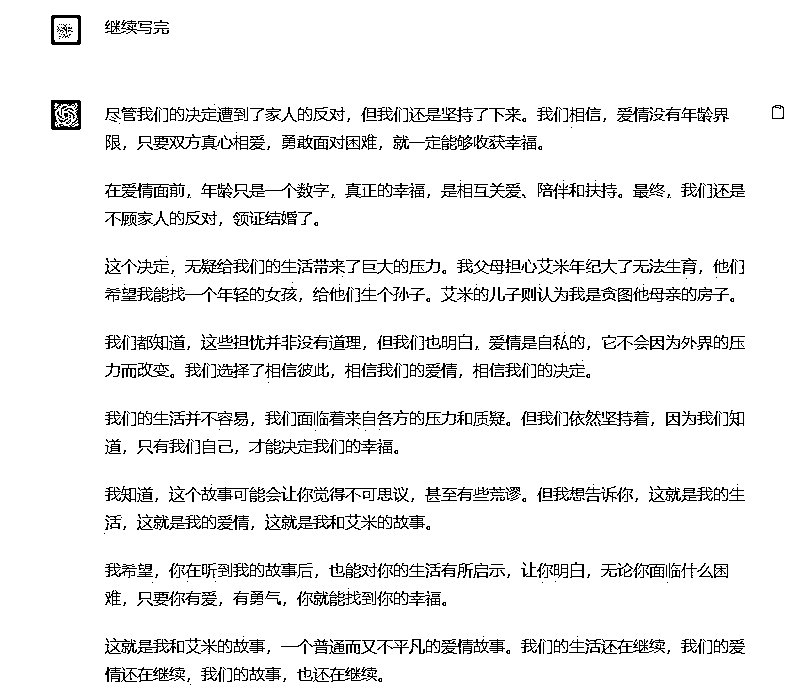 继续写完
尽管我们的决定遭到了家人的反对，但我们还是坚持了下来。我们相信，爱情没有年龄界
限，只要双方真心相爱，勇敢面对困难，就一定能够收获幸福。
在爱情面前，年龄只是一个数字，真正的幸福，是相互关爱、陪伴和扶持。最终，我们还是
不顾家人的反对，领证结婚了。
这个决定，无疑给我们的生活带来了巨大的压力。我父母担心艾米年纪大了无法生育，他们
希望我能找一个年轻的女孩，给他们生个孙子。艾米的儿子则认为我是贪图他母亲的房子。
我们都知道，这些担忧并非没有道理，但我们也明白，爱情是自私的，它不会因为外界的压
力而改变。我们选择了相信彼此，相信我们的爱情，相信我们的决定。
我们的生活并不容易，我们面临着来自各方的压力和质疑。但我们依然坚持着，因为我们知
道，只有我们自己，才能决定我们的幸福。
我知道，这个故事可能会让你觉得不可思议，甚至有些荒谬。但我想告诉你，这就是我的生
活，这就是我的爱情，这就是我和艾米的故事。
我希望，你在听到我的故事后，也能对你的生活有所启示，让你明白，无论你面临什么困
难，只要你有爱，有勇气，你就能找到你的幸福。
这就是我和艾米的故事，一个普通而又不平凡的爱情故事。我们的生活还在继续，我们的爱
情还在继续，我们的故事，也还在继续。